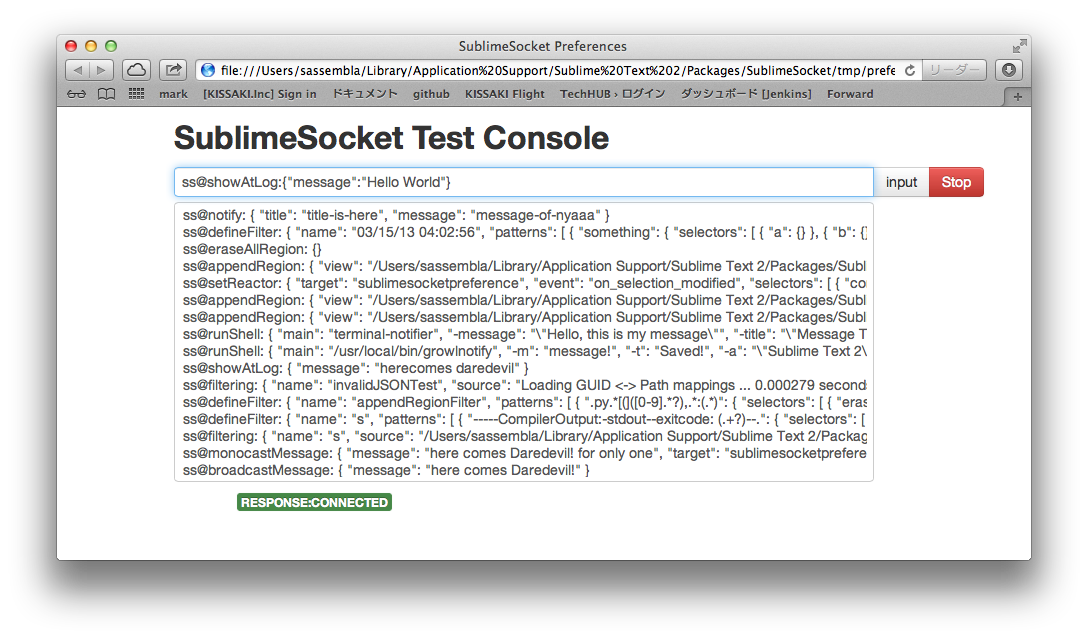 SublimeSocket Preferences
file:///Users/sassembla/Library/Application%20Support/Sublime%20Text%202/Packages/SublimeSocket/tmp/prefe
リーダー
mark [KISSAKI.Inc] Sign in ドキュメント github KISSAKI Flight TechHUB › ログイン ダッシュボード [Jenkins] Forward
SublimeSocket Test Console
ss@showAtLog:{"message":"Hello World"} input Stop
ss@notify: { "title": "title-is-here", "message": "message-of-nyaaa" }
ss@defineFilter: { "name": "03/15/13 04:02:56", "patterns": [ { "something": { "selectors": [ { "a": {} }, { "b": {}
ss@eraseAllRegion: {}
ss@appendRegion: { "view": "/Users/sassembla/Library/Application Support/Sublime Text 2/Packages/Subl
ss@setReactor: { "target": "sublimesocketpreference", "event": "on_selection_modified", "selectors": [ { "co
ss@appendRegion: { "view": "/Users/sassembla/Library/Application Support/Sublime Text 2/Packages/Subl
ss@appendRegion: { "view": "/Users/sassembla/Library/Application Support/Sublime Text 2/Packages/Subl
ss@runShell: { "main": "terminal-notifier", "-message": "\"Hello, this is my message\"", "-title": "\"Message T
ss@runShell: { "main": "/usr/local/bin/growlnotify", "-m": "message!", "-t": "Saved!", "-a": "\"Sublime Text 2\
ss@showAtLog: { "message": "herecomes daredevil" }
ss@filtering: { "name": "invalidJSONTest", "source": "Loading GUID <-> Path mappings ... 0.000279 seconds
ss@defineFilter: { "name": "appendRegionFilter", "patterns": [ { ".py.*[(]([0-9].*?),.*:(.*)": { "selectors": [ { "eras
ss@defineFilter: { "name": "s", "patterns": [ { "-----CompilerOutput:-stdout--exitcode: (.+?)--.": { "selectors": [
ss@filtering: { "name": "s", "source": "/Users/sassembla/Library/Application Support/Sublime Text 2/Packag
ss@monocastMessage: { "message": "here comes Daredevil! for only one", "target": "sublimesocketprefere
ss@broadcastMessage: { "message": "here comes Daredevil!" }
RESPONSE:CONNECTED